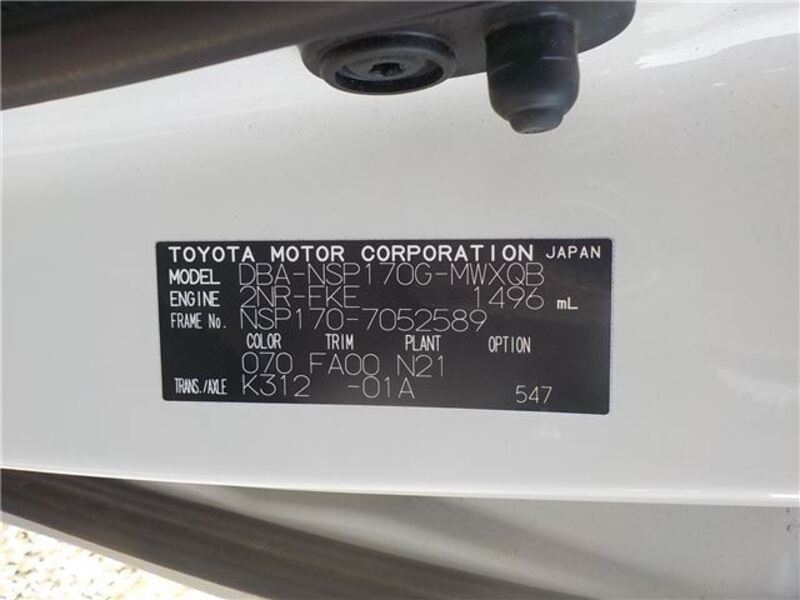 TOYOTA MOTOR CORPORATION JAPAN
MODEL DBA-NSP170G-MWXQB
ENGINE 2NR-FKE 1496 mL
FRAME No. NSP170-7052589
COLOR TRIM PLANT OPTION
070 FA00 N21
TRANS./AXLE K312 -01A 547